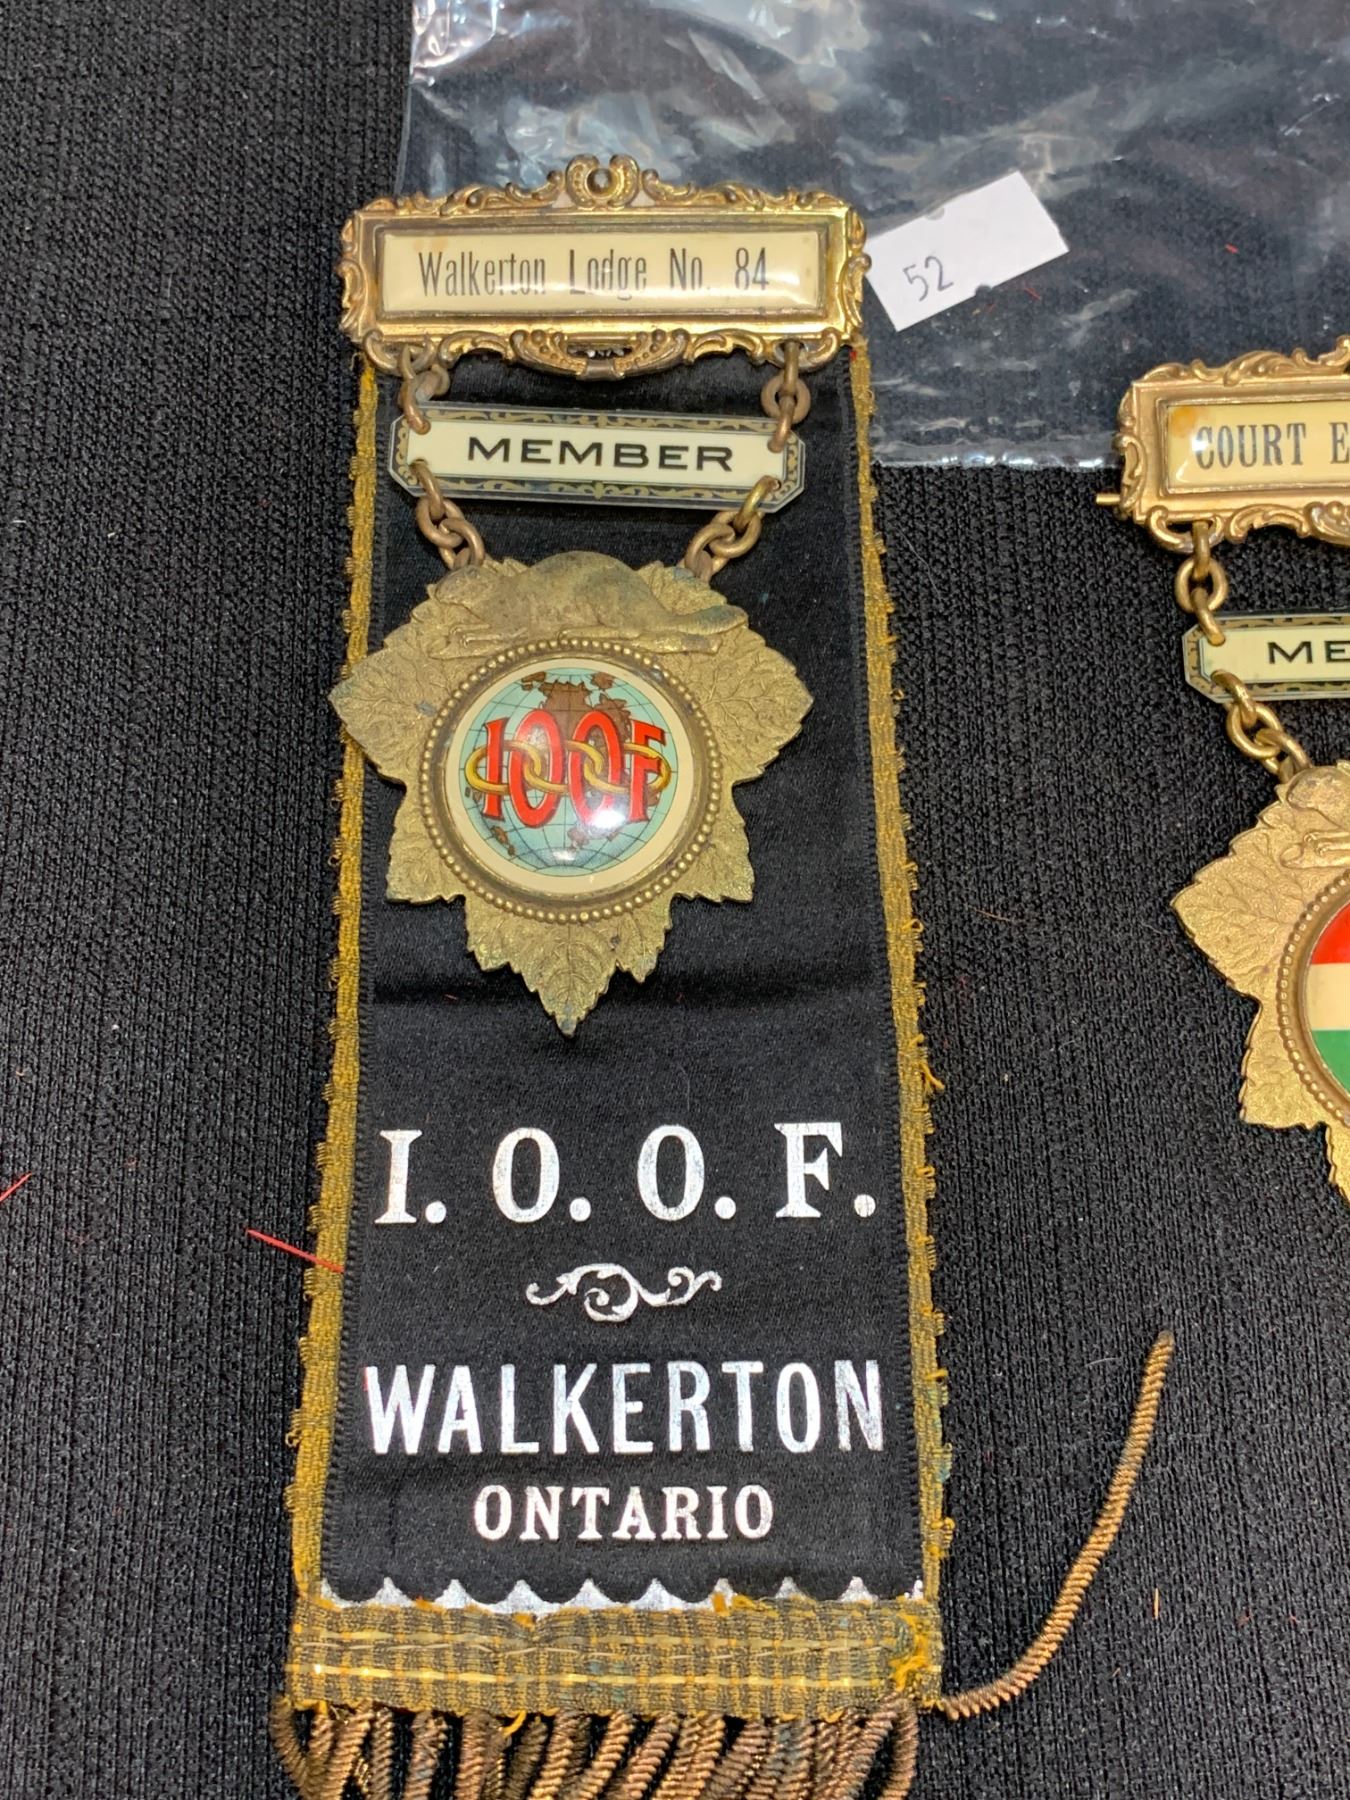 Walkerton Lodge No. 84
52
MEMBER
IOOF
I. O. O. F.
WALKERTON
ONTARIO
COURT E
ME